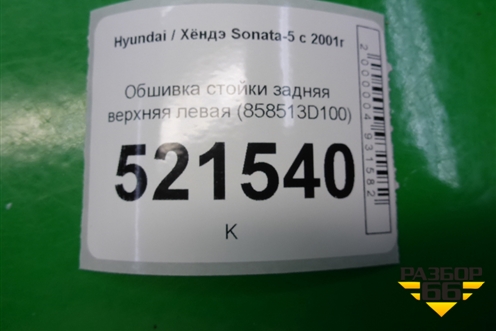 Hyundai / Хёндэ Sonata-5 с 2001г
Обшивка стойки задняя
верхняя левая (858513D100)
521540
К
2000004931582
РАЗБОР
66